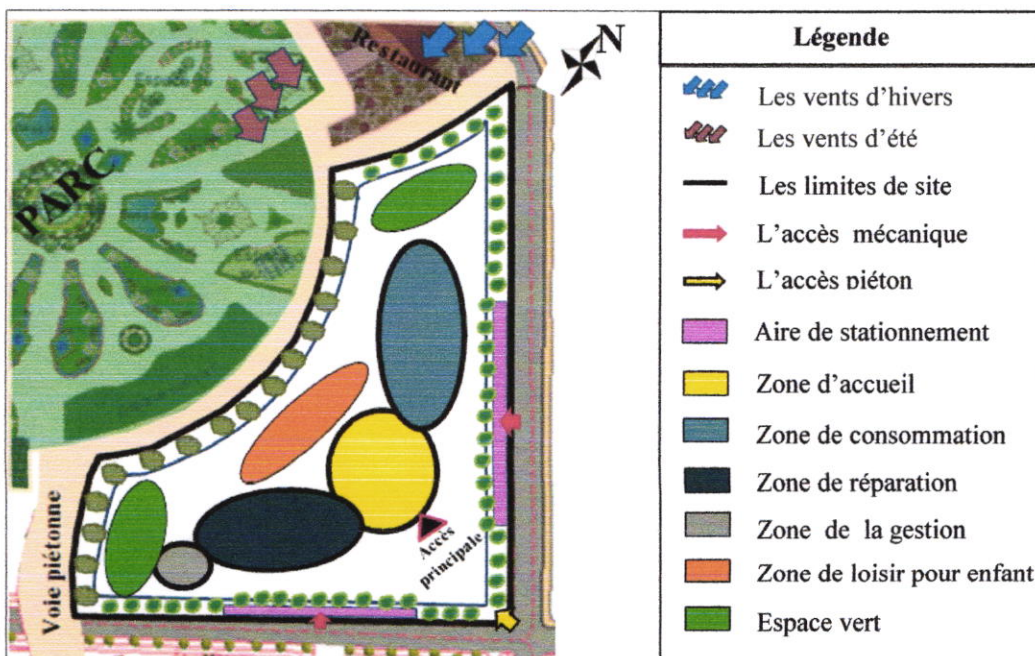 Restaurant
N
PARC
Voie piétonne
Accès
principale
Légende
Les vents d’hivers
Les vents d’été
Les limites de site
L’accès mécanique
L’accès piéton
Aire de stationnement
Zone d’accueil
Zone de consommation
Zone de réparation
Zone de la gestion
Zone de loisir pour enfant
Espace vert